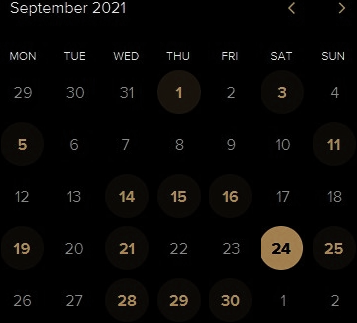 September 2021
MON TUE WED THU FRI SAT SUN
29 30 31 1 2 3 4
5 6 7 8 9 10 11
12 13 14 15 16 17 18
19 20 21 22 23 24 25
26 27 28 29 30 1 2